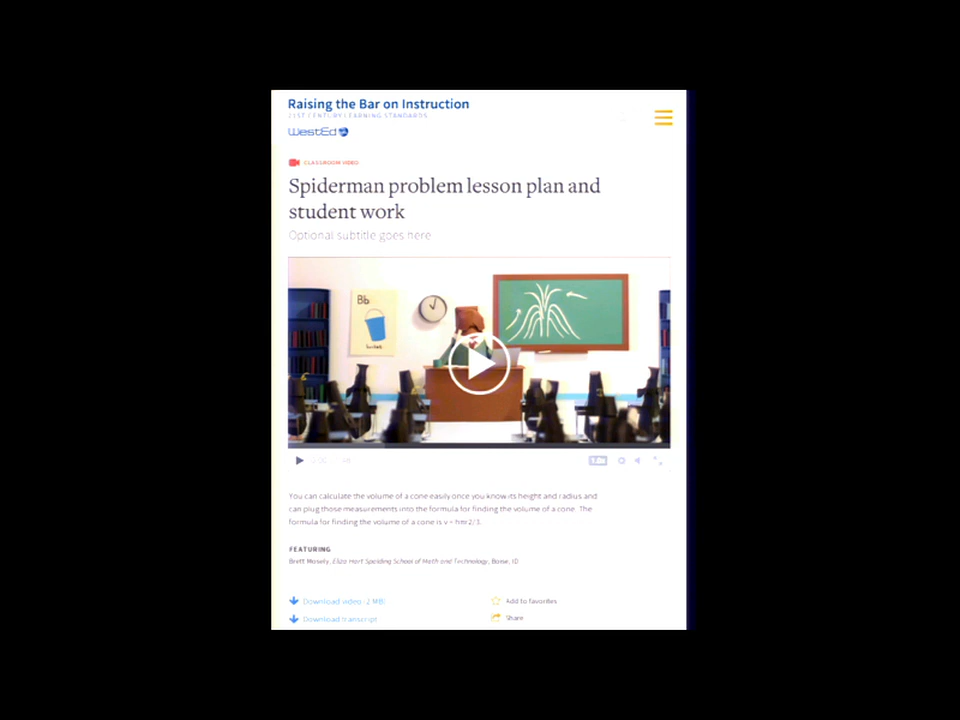 Raising the Bar on Instruction
21ST CENTURY LEARNING STANDARDS
WestEd
CLASSROOM VIDEO
Spiderman problem lesson plan and
student work
Optional subtitle goes here
Bb
You can calculate the volume of a cone easily once you know its height and radius and
can plug those measurements into the formula for finding the volume of a cone. The
formula for finding the volume of a cone is v = hπr2/3.
FEATURING
Brett Mosely, Eliza Hart Spalding School of Math and Technology, Boise, ID
Download video (2 MB)
Add to favorites
Download transcript
Share